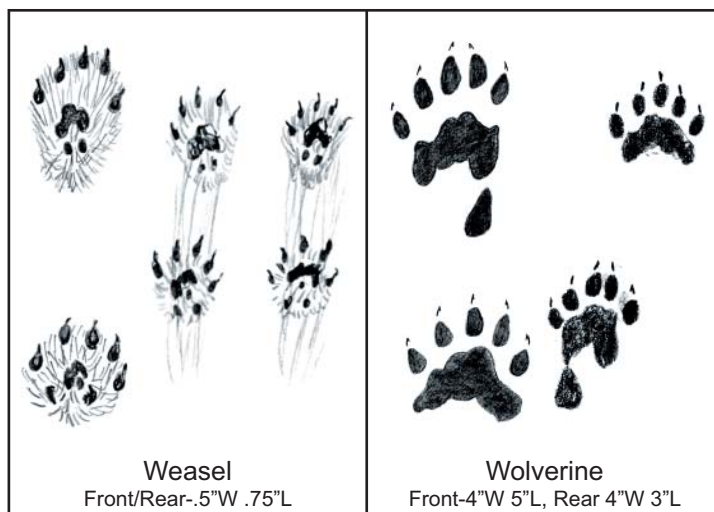 Weasel
Front/Rear-.5”W .75”L
Wolverine
Front-4”W 5”L, Rear 4”W 3”L